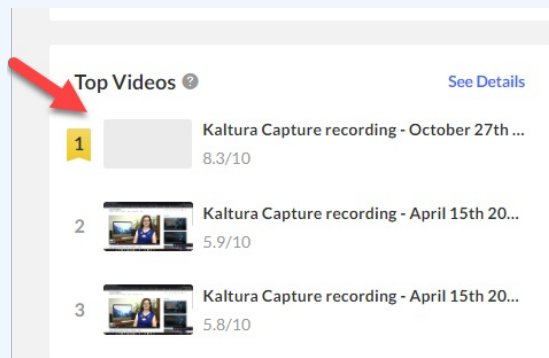 Top Videos ?
See Details
1
Kaltura Capture recording - October 27th ...
8.3/10
2
Kaltura Capture recording - April 15th 20...
5.9/10
3
Kaltura Capture recording - April 15th 20...
5.8/10